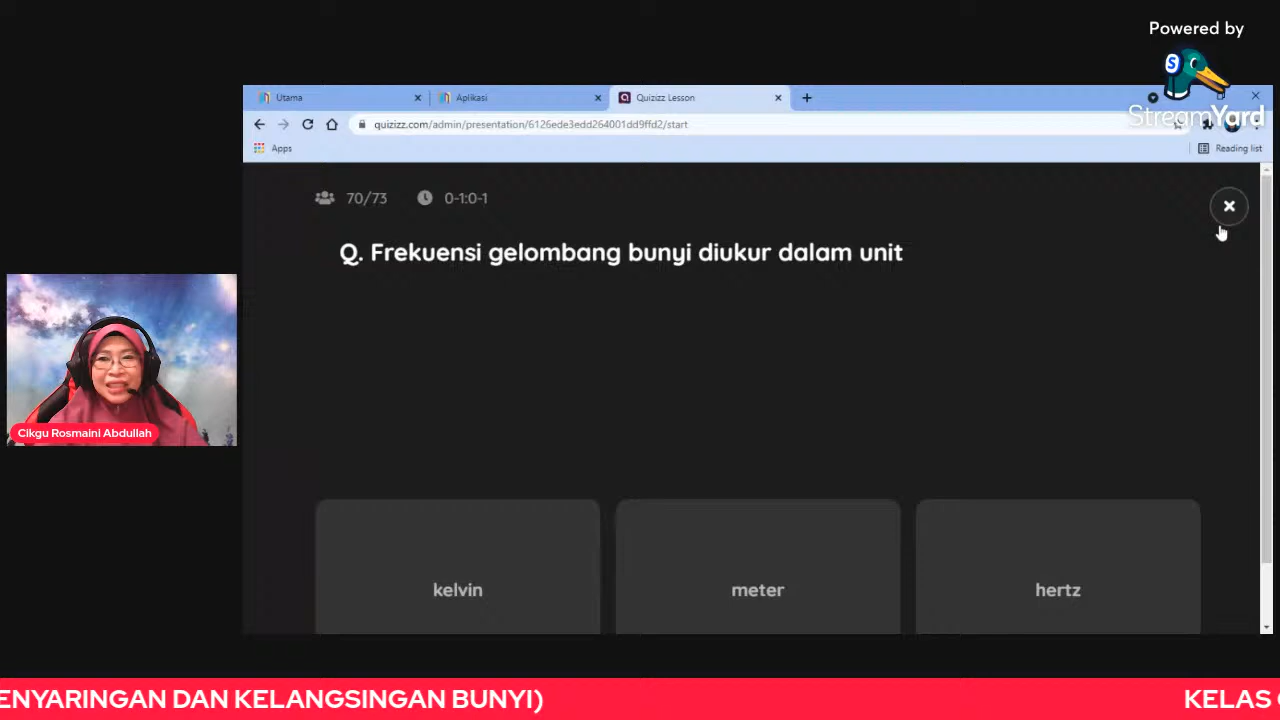 Powered by
StreamYard
Utama
Aplikasi
Quizizz Lesson
quizizz.com/admin/presentation/6126ede3edd264001dd9ffd2/start
Apps
Reading list
70/73
0-1:0-1
Q. Frekuensi gelombang bunyi diukur dalam unit
Cikgu Rosmaini Abdullah
kelvin
meter
hertz
ENYARINGAN DAN KELANGSINGAN BUNYI)
KELAS